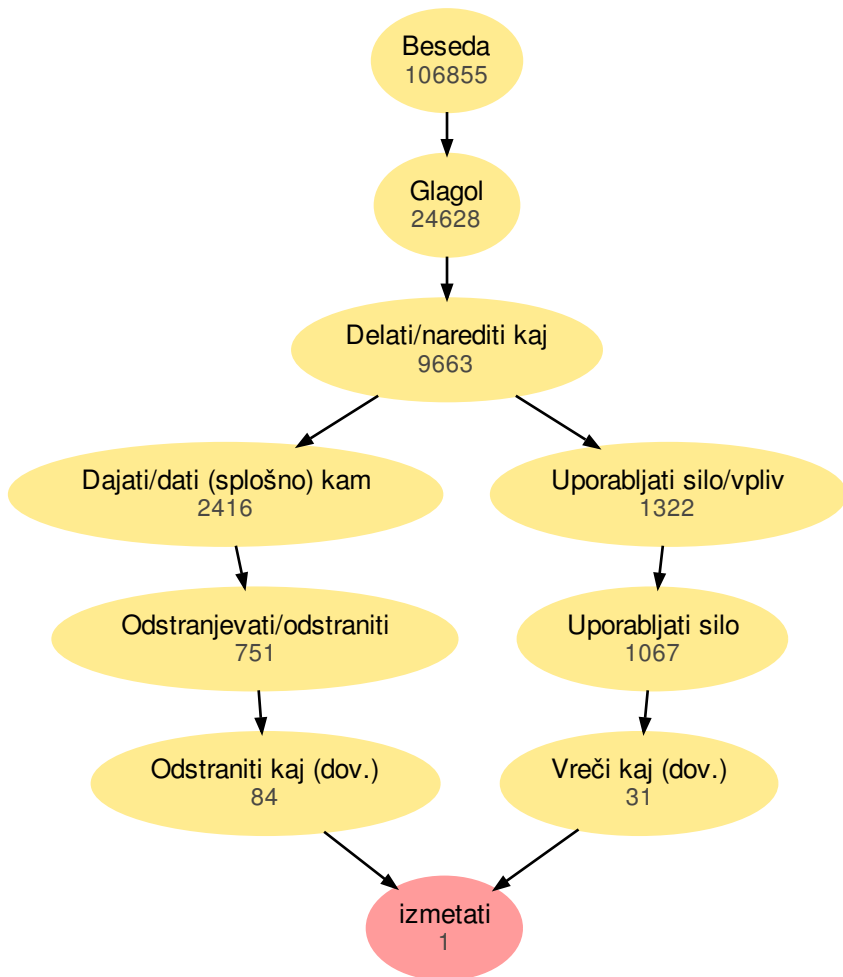 Beseda
106855
Glagol
24628
Delati/narediti kaj
9663
Dajati/dati (splošno) kam
2416
Uporabljati silo/vpliv
1322
Odstranjevati/odstraniti
751
Uporabljati silo
1067
Odstraniti kaj (dov.)
84
Vreči kaj (dov.)
31
izmetati
1